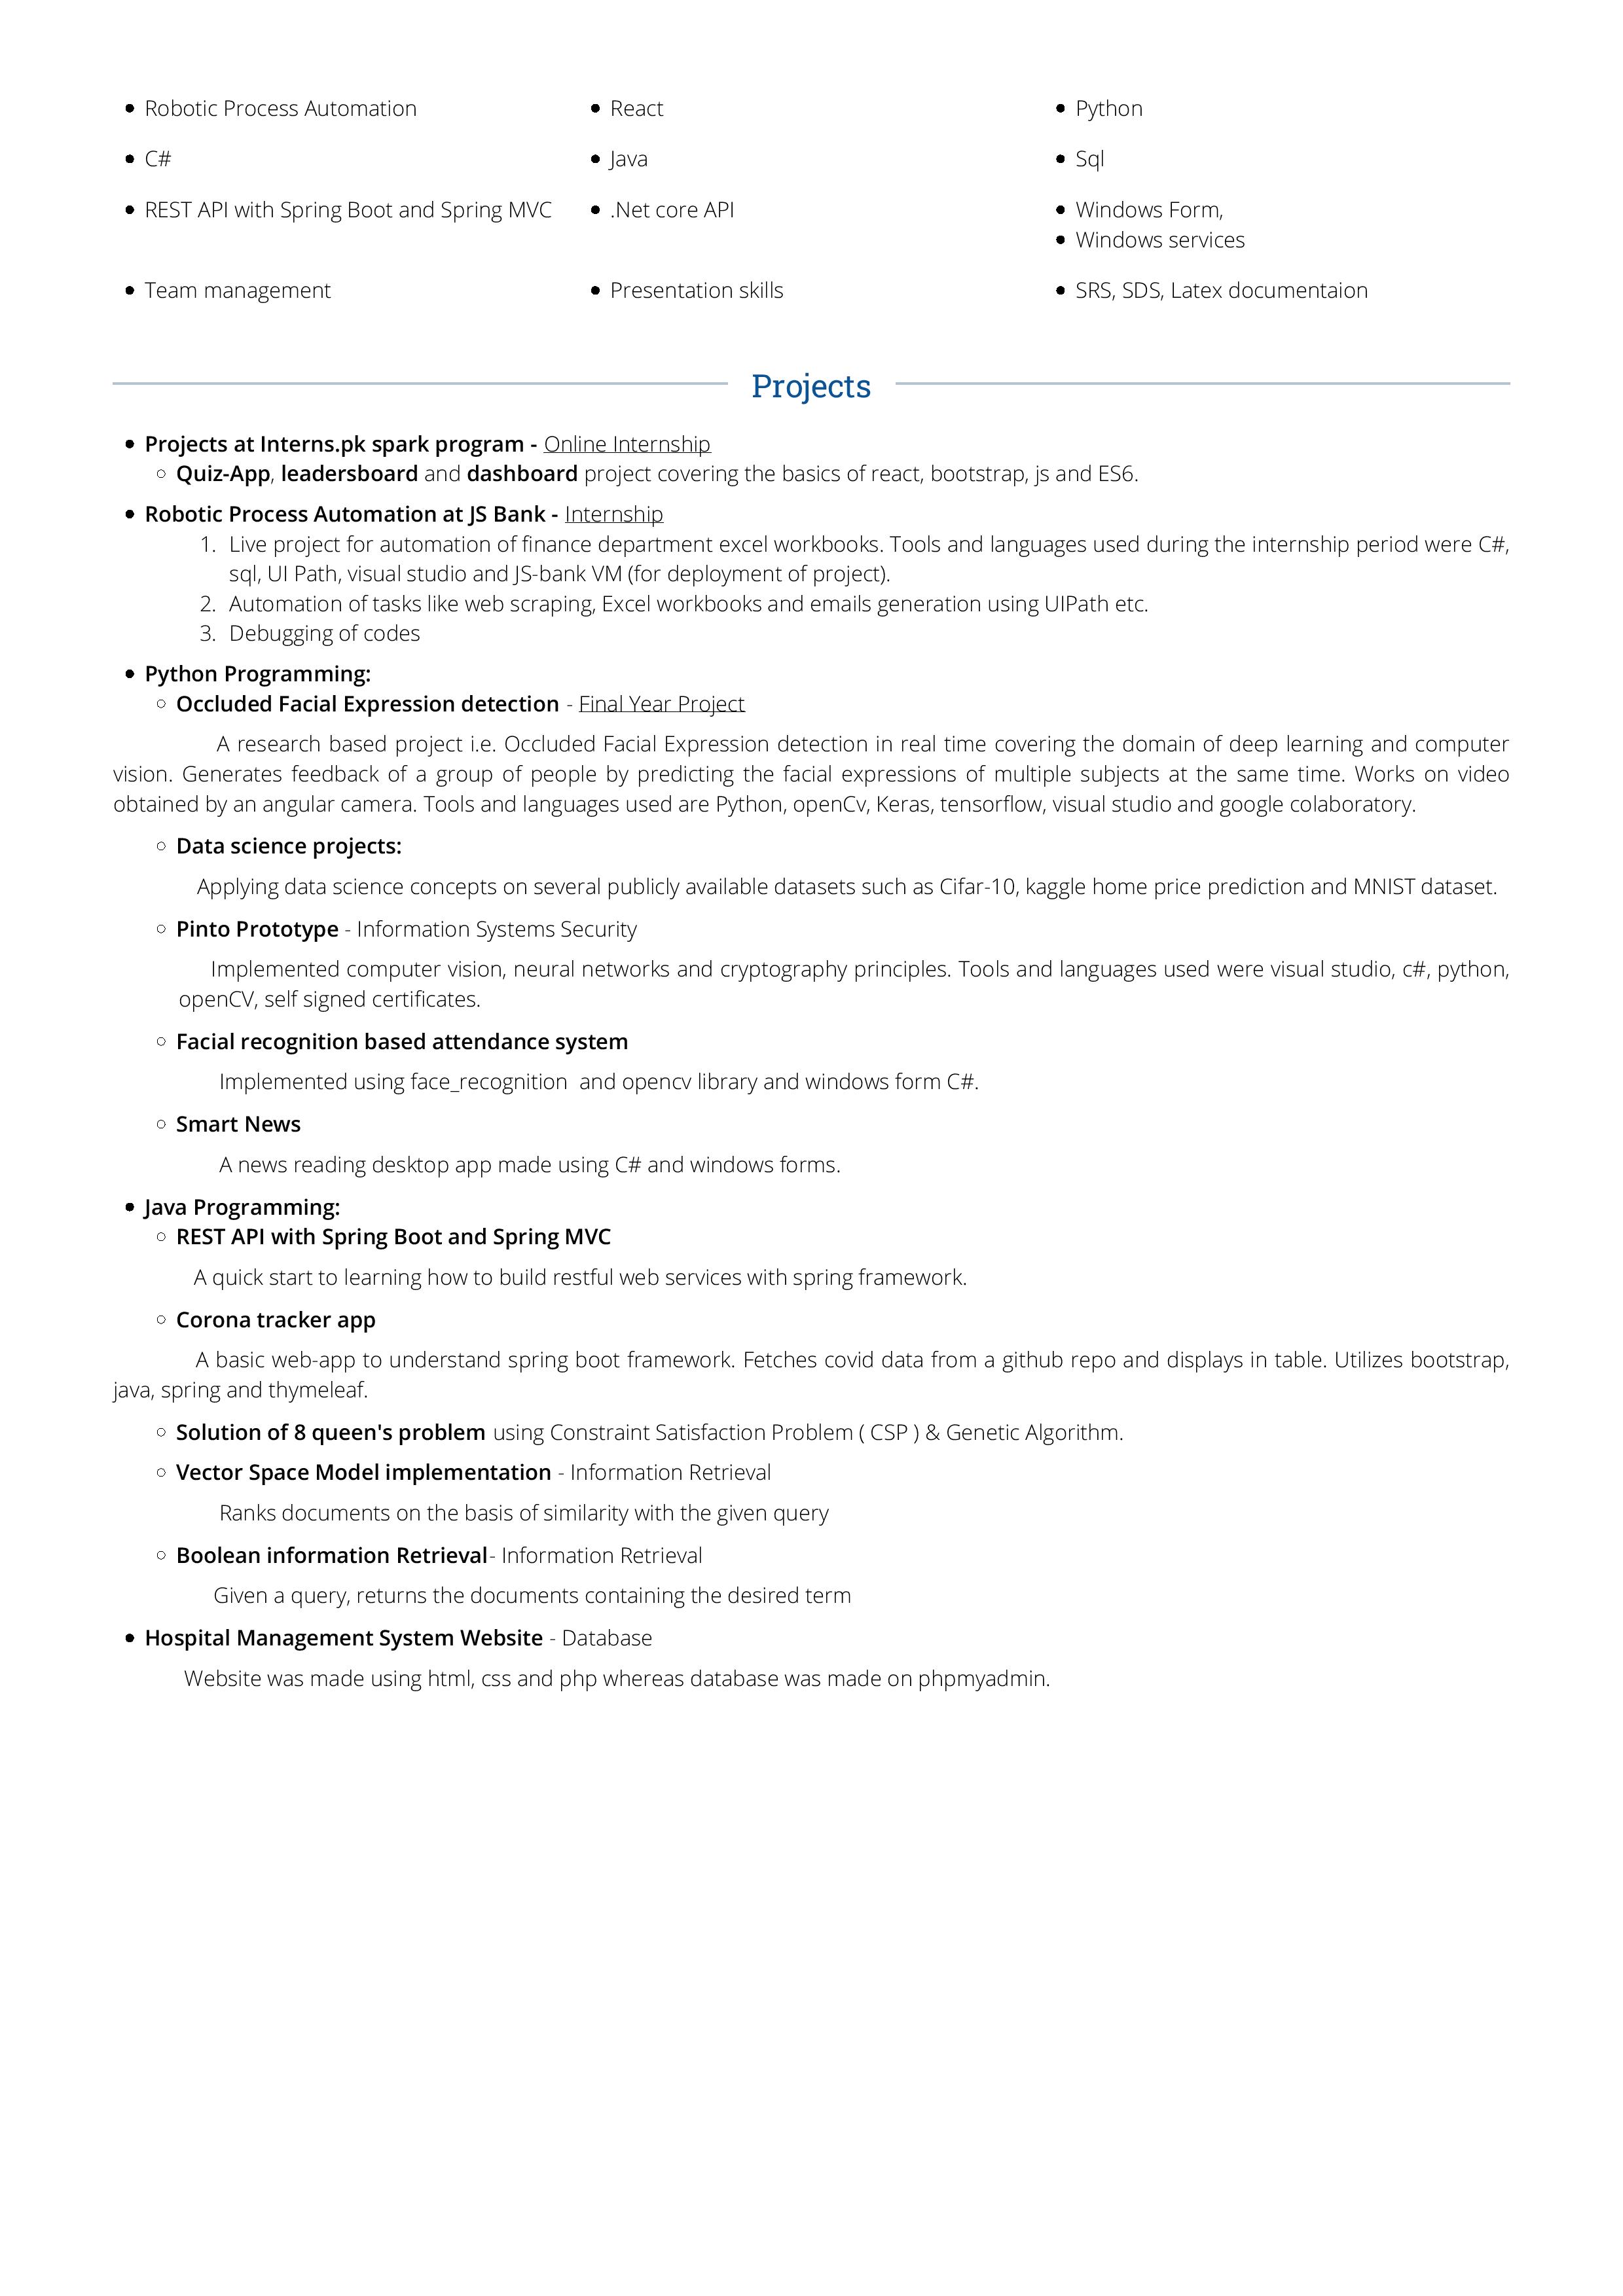 • Robotic Process Automation
• React
• Python
• C#
• Java
• Sql
• REST API with Spring Boot and Spring MVC
• .Net core API
• Windows Form,
• Windows services
• Team management
• Presentation skills
• SRS, SDS, Latex documentaion
Projects
• Projects at Interns.pk spark program - Online Internship
○ Quiz-App, leadersboard and dashboard project covering the basics of react, bootstrap, js and ES6.
• Robotic Process Automation at JS Bank - Internship
1. Live project for automation of finance department excel workbooks. Tools and languages used during the internship period were C#,
sql, UI Path, visual studio and JS-bank VM (for deployment of project).
2. Automation of tasks like web scraping, Excel workbooks and emails generation using UIPath etc.
3. Debugging of codes
• Python Programming:
○ Occluded Facial Expression detection - Final Year Project
A research based project i.e. Occluded Facial Expression detection in real time covering the domain of deep learning and computer
vision. Generates feedback of a group of people by predicting the facial expressions of multiple subjects at the same time. Works on video
obtained by an angular camera. Tools and languages used are Python, openCv, Keras, tensorflow, visual studio and google colaboratory.
○ Data science projects:
Applying data science concepts on several publicly available datasets such as Cifar-10, kaggle home price prediction and MNIST dataset.
○ Pinto Prototype - Information Systems Security
Implemented computer vision, neural networks and cryptography principles. Tools and languages used were visual studio, c#, python,
openCV, self signed certificates.
○ Facial recognition based attendance system
Implemented using face_recognition and opencv library and windows form C#.
○ Smart News
A news reading desktop app made using C# and windows forms.
• Java Programming:
○ REST API with Spring Boot and Spring MVC
A quick start to learning how to build restful web services with spring framework.
○ Corona tracker app
A basic web-app to understand spring boot framework. Fetches covid data from a github repo and displays in table. Utilizes bootstrap,
java, spring and thymeleaf.
○ Solution of 8 queen's problem using Constraint Satisfaction Problem ( CSP ) & Genetic Algorithm.
○ Vector Space Model implementation - Information Retrieval
Ranks documents on the basis of similarity with the given query
○ Boolean information Retrieval- Information Retrieval
Given a query, returns the documents containing the desired term
• Hospital Management System Website - Database
Website was made using html, css and php whereas database was made on phpmyadmin.